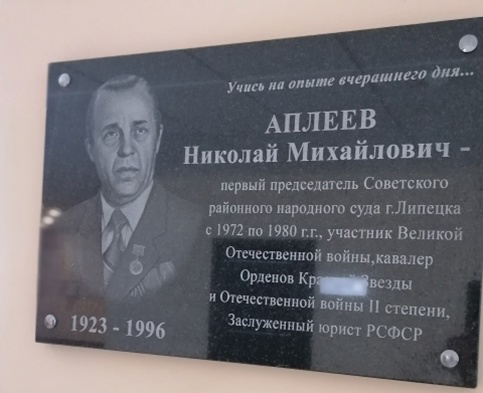 Учись на опыте вчерашнего дня...
АПЛЕЕВ
Николай Михайлович -
первый председатель Советского
районного народного суда г.Липецка
с 1972 по 1980 г.г., участник Великой
Отечественной войны,кавалер
Орденов Звезды
и Отечественной войны II степени,
Заслуженный юрист РСФСР
1923 - 1996